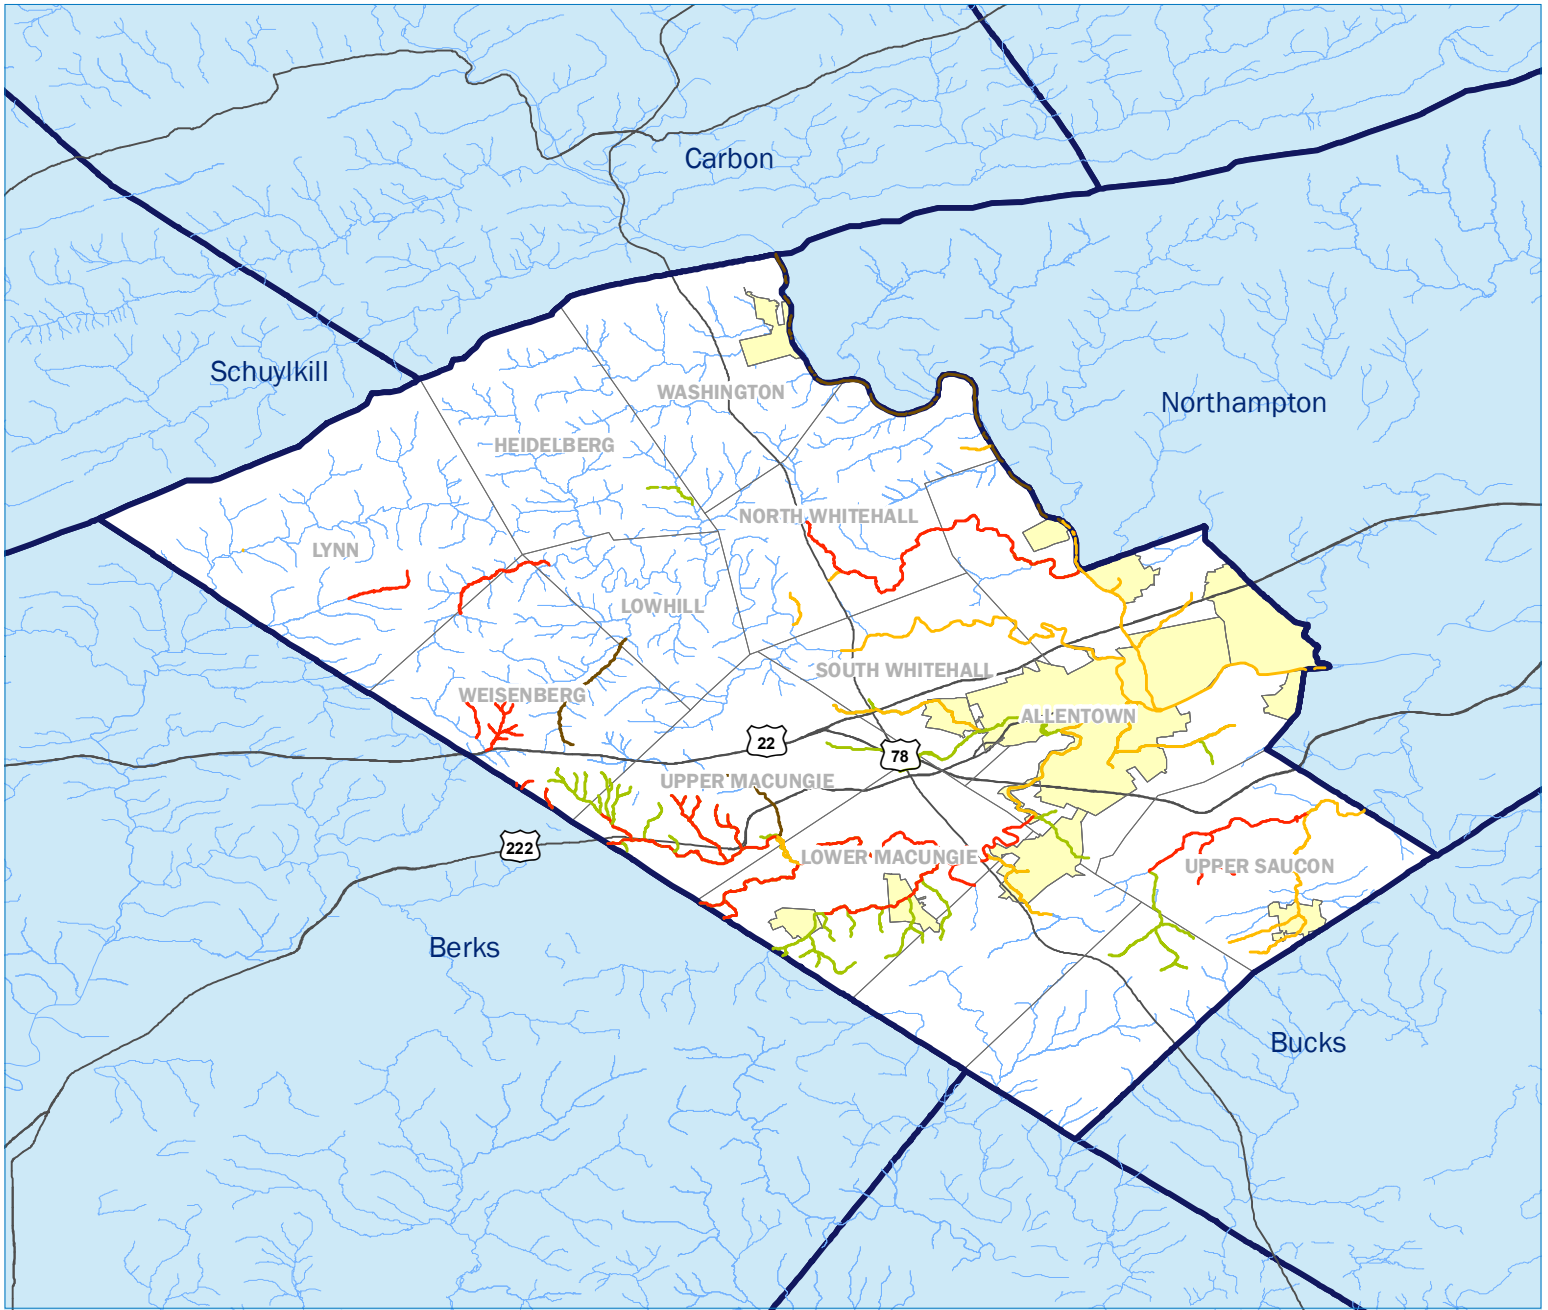 Carbon
Schuylkill
Northampton
WASHINGTON
HEIDELBERG
NORTH WHITEHALL
LYNN
LOWHILL
SOUTH WHITEHALL
WEISENBERG
ALLENTOWN
22
78
UPPER MACUNGIE
222
LOWER MACUNGIE
UPPER SAUCON
Berks
Bucks